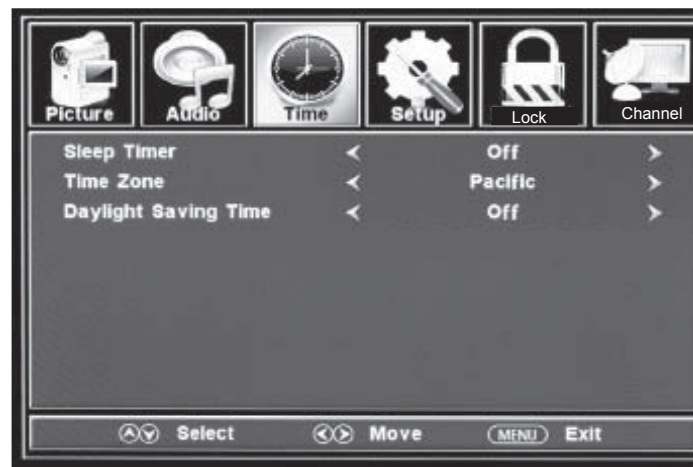 Picture Audio Time Setup Lock Channel
Sleep Timer Off
Time Zone Pacific
Daylight Saving Time Off
Select Move MENU Exit